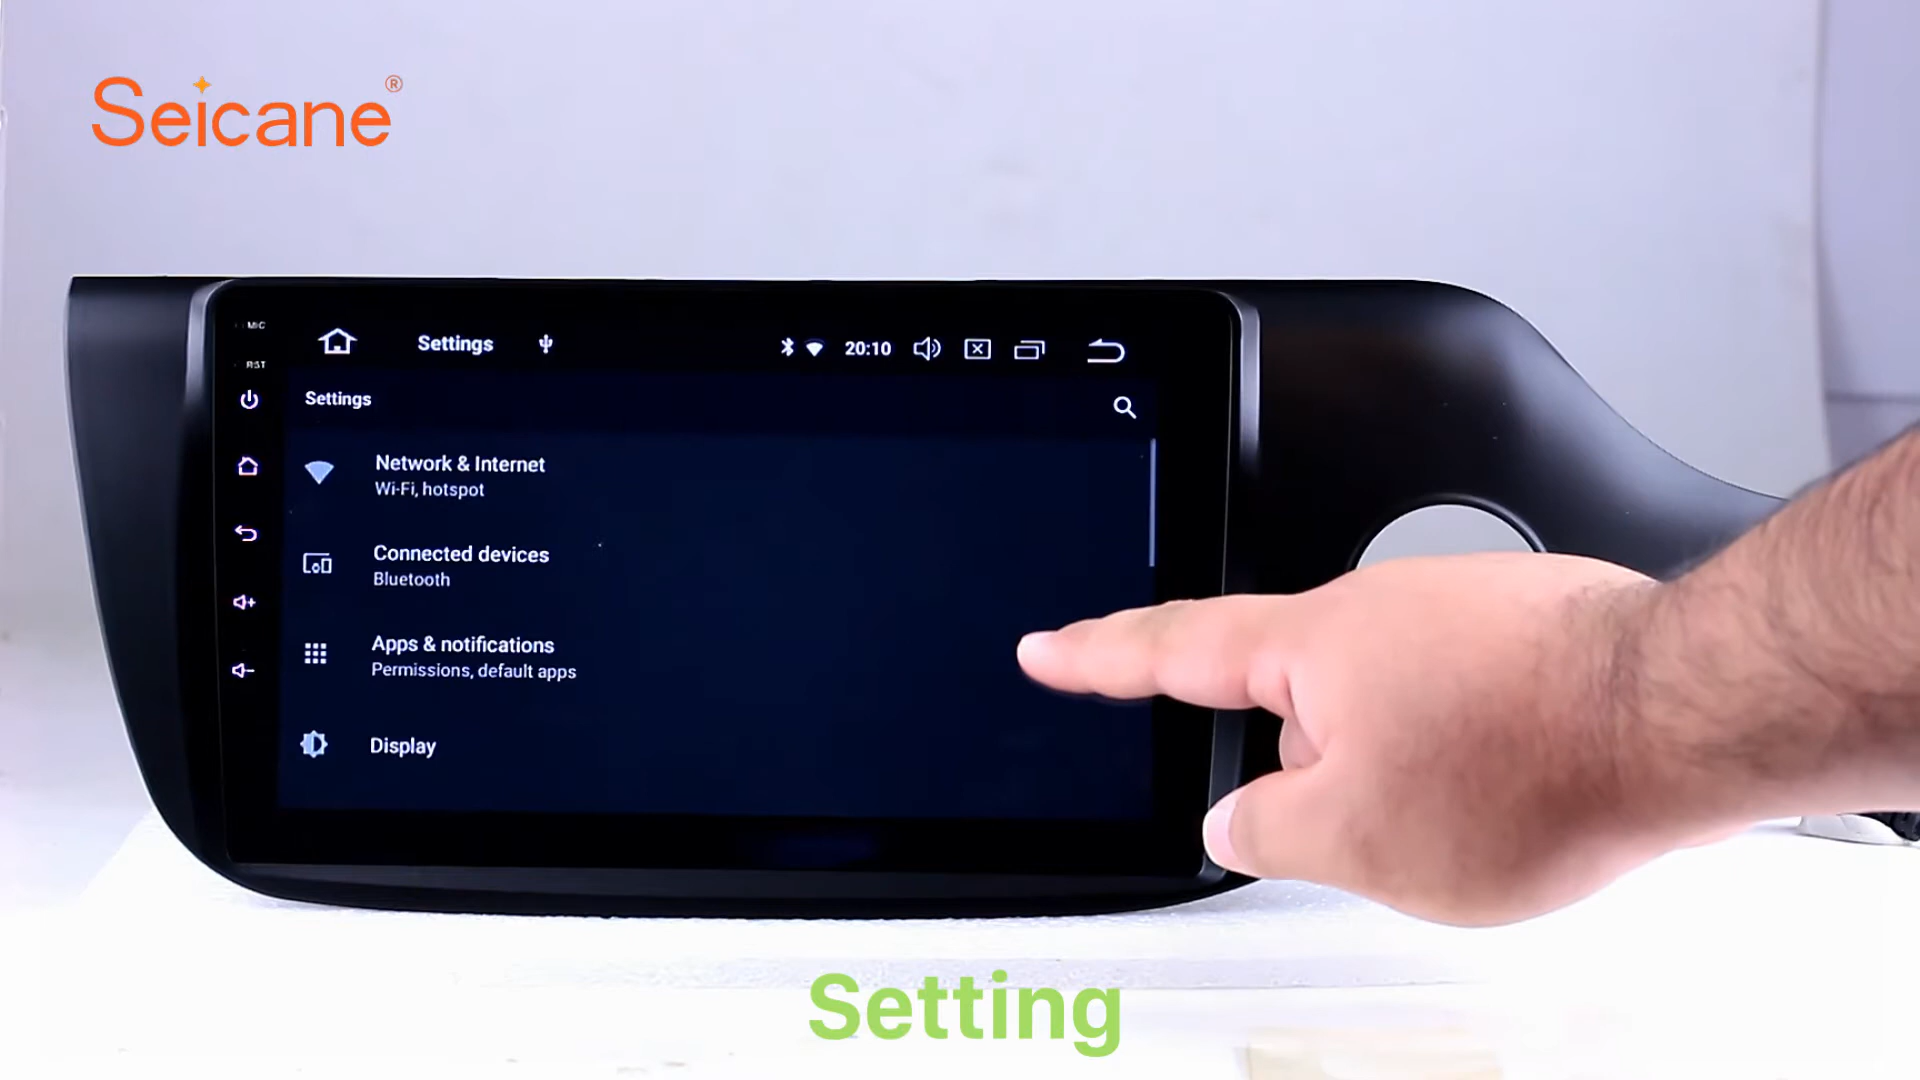 Seicane®
MIC
RST
Settings
20:10
Settings
Network & Internet
Wi-Fi, hotspot
Connected devices
Bluetooth
Apps & notifications
Permissions, default apps
Display
Setting